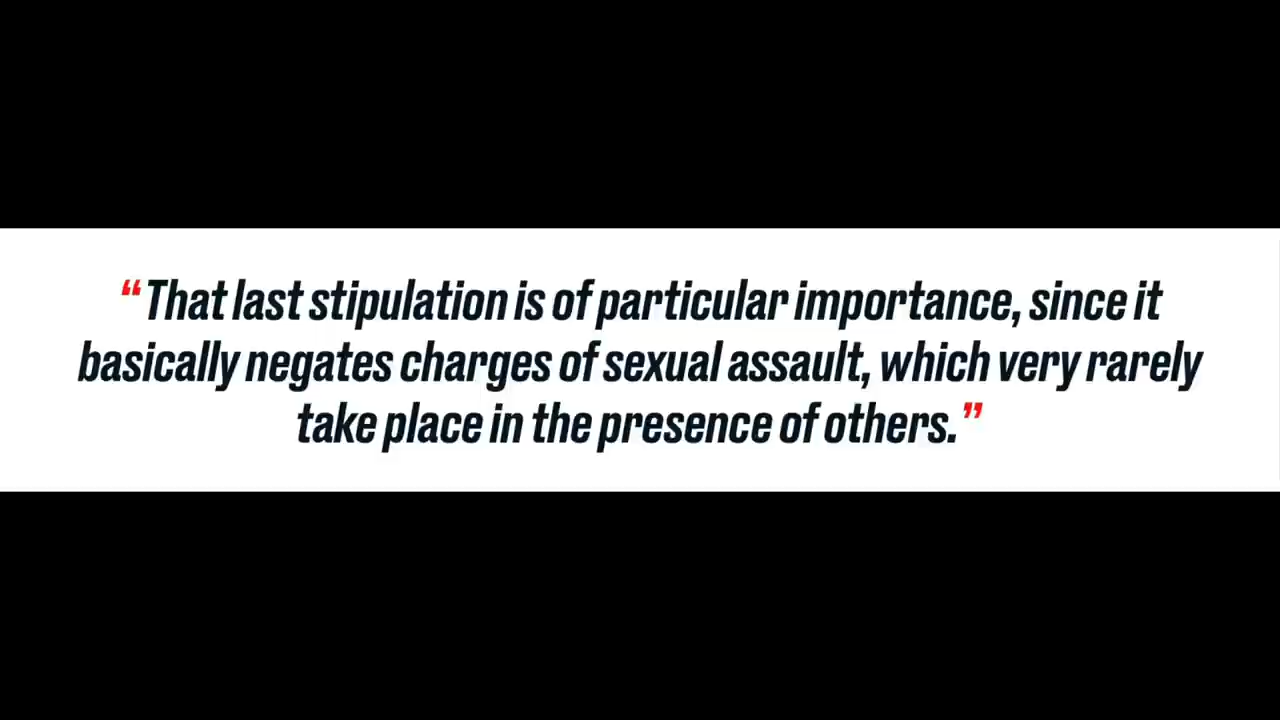 “That last stipulation is of particular importance, since it
basically negates charges of sexual assault, which very rarely
take place in the presence of others.”